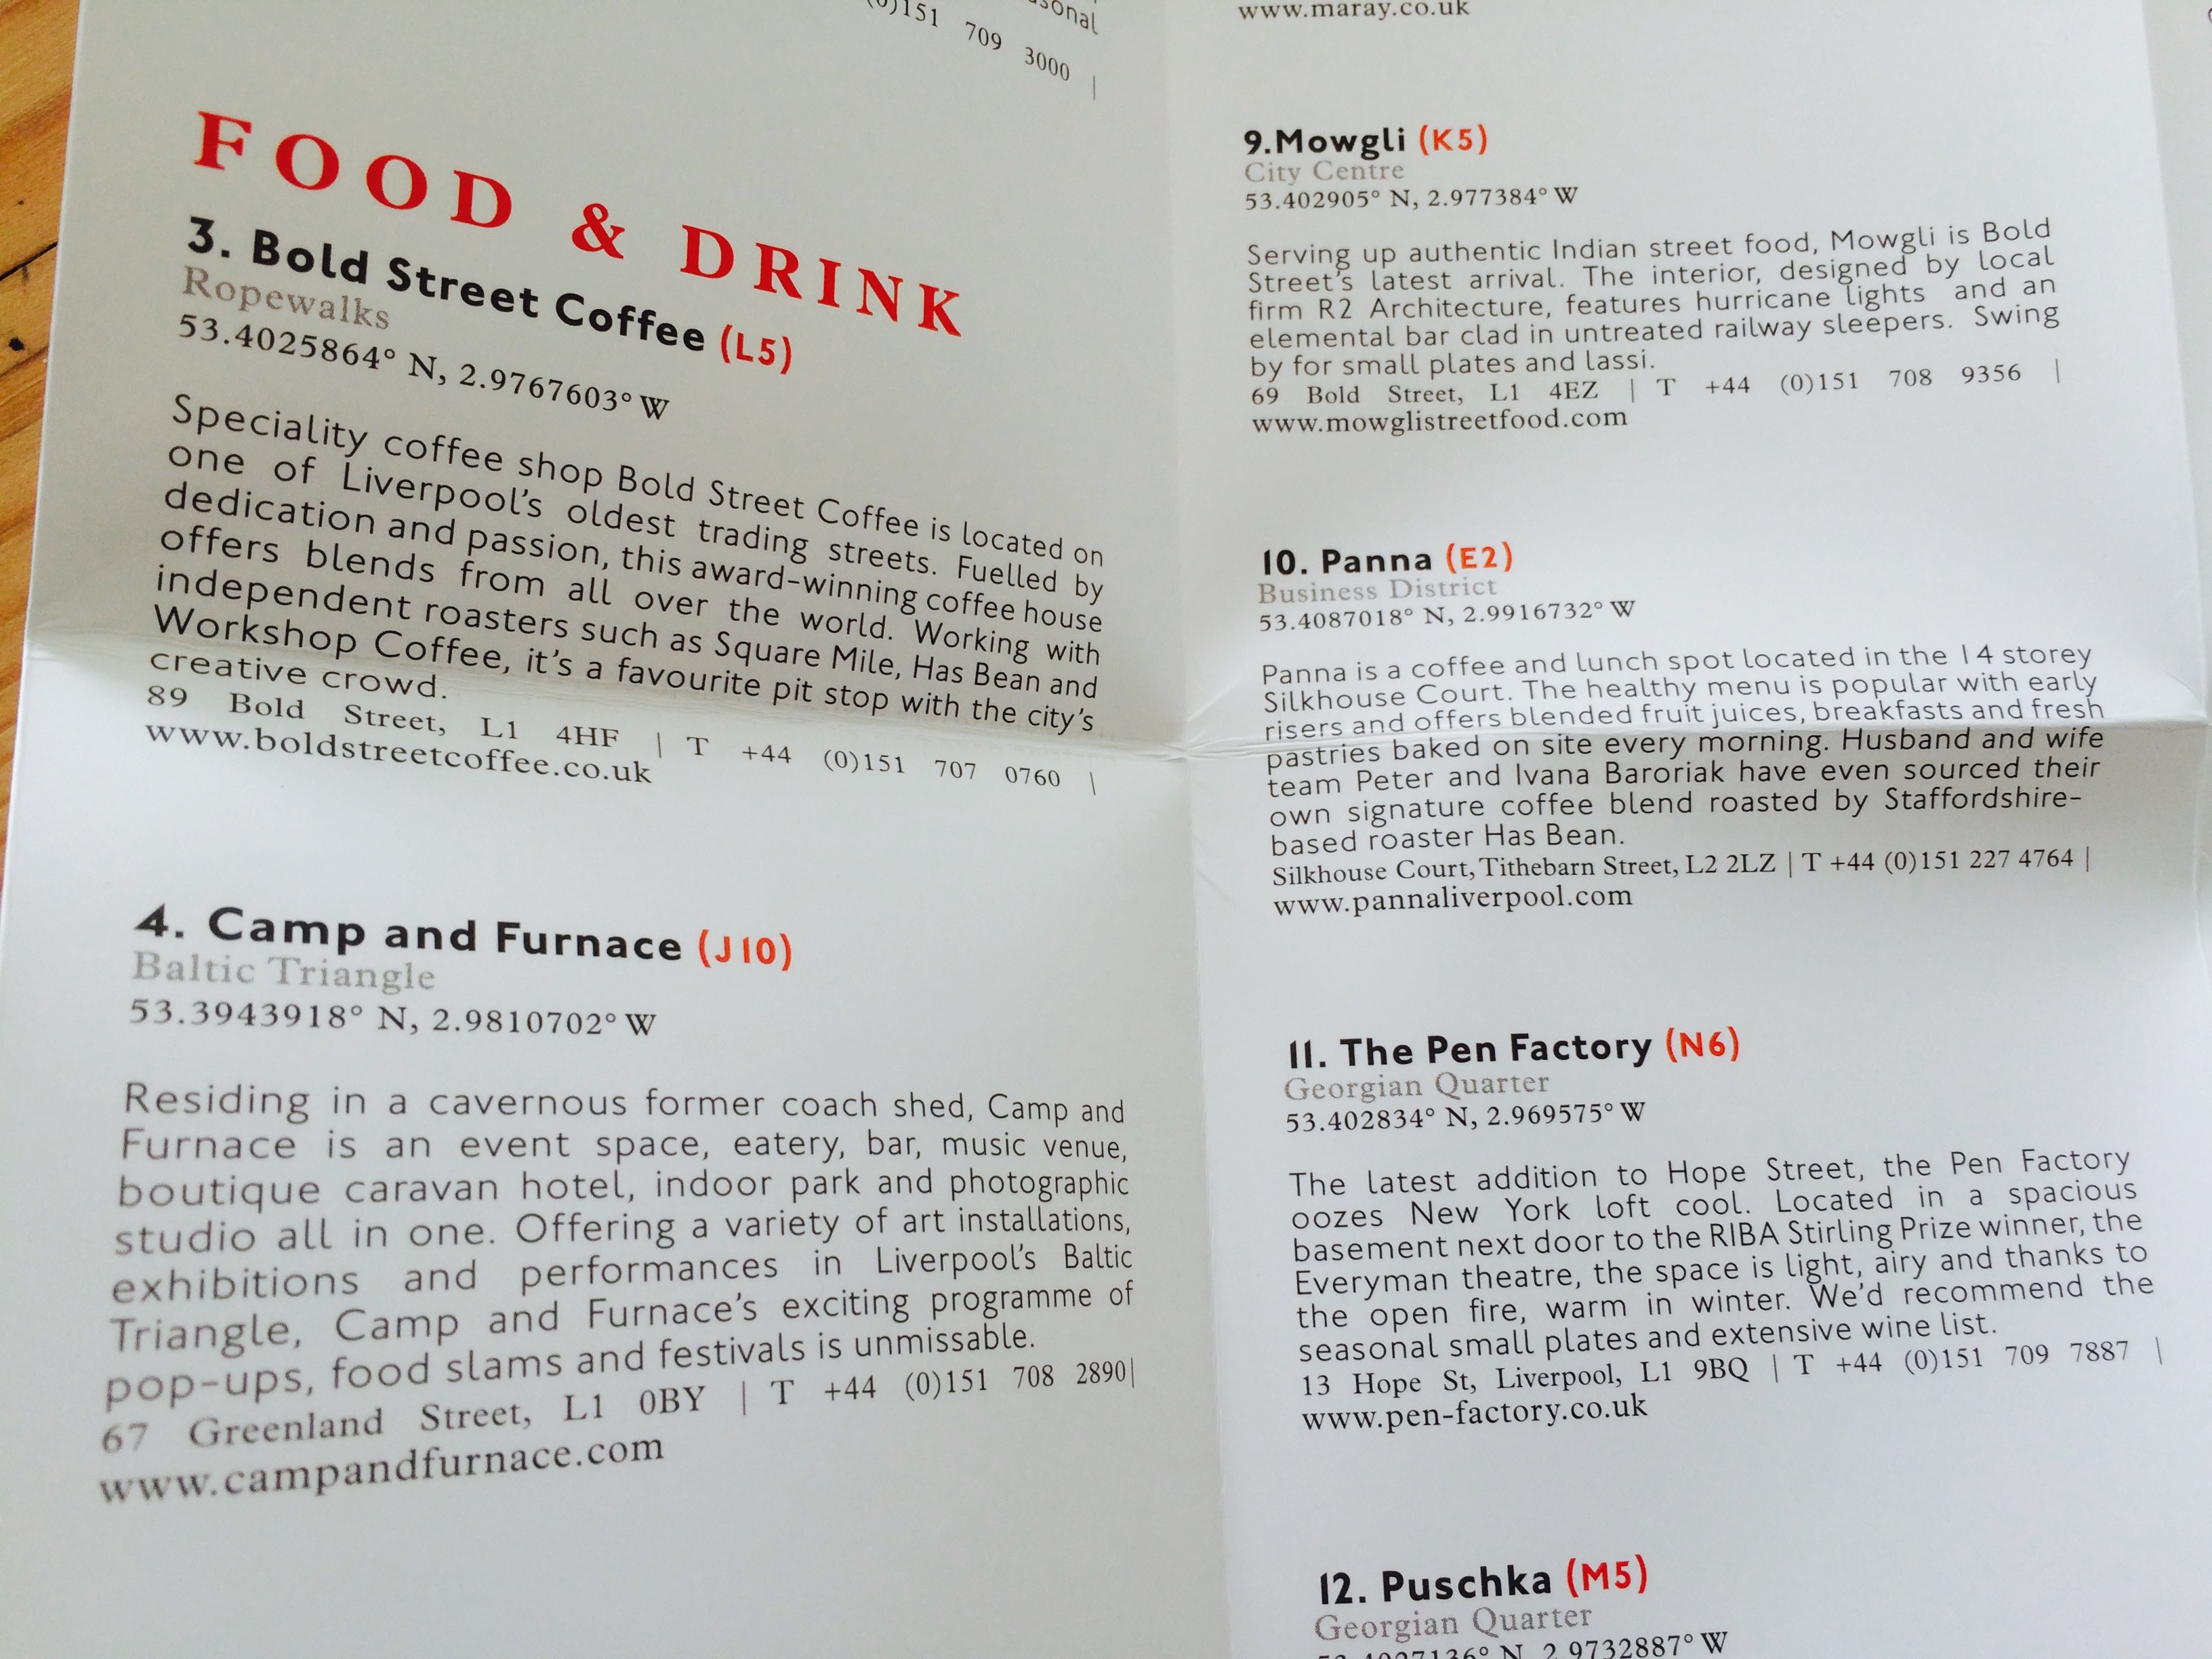 (0)151 709 3000 |
FOOD & DRINK
3. Bold Street Coffee (L5)
Ropewalks
53.4025864° N, 2.9767603° W
Speciality coffee shop Bold Street Coffee is located on
one of Liverpool's oldest trading streets. Fuelled by
dedication and passion, this award-winning coffee house
offers blends from all over the world. Working with
independent roasters such as Square Mile, Has Bean and
Workshop Coffee, it's a favourite pit stop with the city's
creative crowd.
89 Bold Street, L1 4HF | T +44 (0)151 707 0760 |
www.boldstreetcoffee.co.uk
4. Camp and Furnace (J10)
Baltic Triangle
53.3943918° N, 2.9810702° W
Residing in a cavernous former coach shed, Camp and
Furnace is an event space, eatery, bar, music venue,
boutique caravan hotel, indoor park and photographic
studio all in one. Offering a variety of art installations,
exhibitions and performances in Liverpool's Baltic
Triangle, Camp and Furnace's exciting programme of
pop-ups, food slams and festivals is unmissable.
67 Greenland Street, L1 0BY | T +44 (0)151 708 2890|
www.campandfurnace.com
www.maray.co.uk
9.Mowgli (K5)
City Centre
53.402905° N, 2.977384° W
Serving up authentic Indian street food, Mowgli is Bold
Street's latest arrival. The interior, designed by local
firm R2 Architecture, features hurricane lights and an
elemental bar clad in untreated railway sleepers. Swing
by for small plates and lassi.
69 Bold Street, L1 4EZ | T +44 (0)151 708 9356 |
www.mowglistreetfood.com
10. Panna (E2)
Business District
53.4087018° N, 2.9916732° W
Panna is a coffee and lunch spot located in the 14 storey
Silkhouse Court. The healthy menu is popular with early
risers and offers blended fruit juices, breakfasts and fresh
pastries baked on site every morning. Husband and wife
team Peter and Ivana Baroriak have even sourced their
own signature coffee blend roasted by Staffordshire-
based roaster Has Bean.
Silkhouse Court, Tithebarn Street, L2 2LZ | T +44 (0)151 227 4764 |
www.pannaliverpool.com
11. The Pen Factory (N6)
Georgian Quarter
53.402834° N, 2.969575° W
The latest addition to Hope Street, the Pen Factory
oozes New York loft cool. Located in a spacious
basement next door to the RIBA Stirling Prize winner, the
Everyman theatre, the space is light, airy and thanks to
the open fire, warm in winter. We'd recommend the
seasonal small plates and extensive wine list.
13 Hope St, Liverpool, L1 9BQ | T +44 (0)151 709 7887 |
www.pen-factory.co.uk
12. Puschka (M5)
Georgian Quarter
N, 2.9732887° W